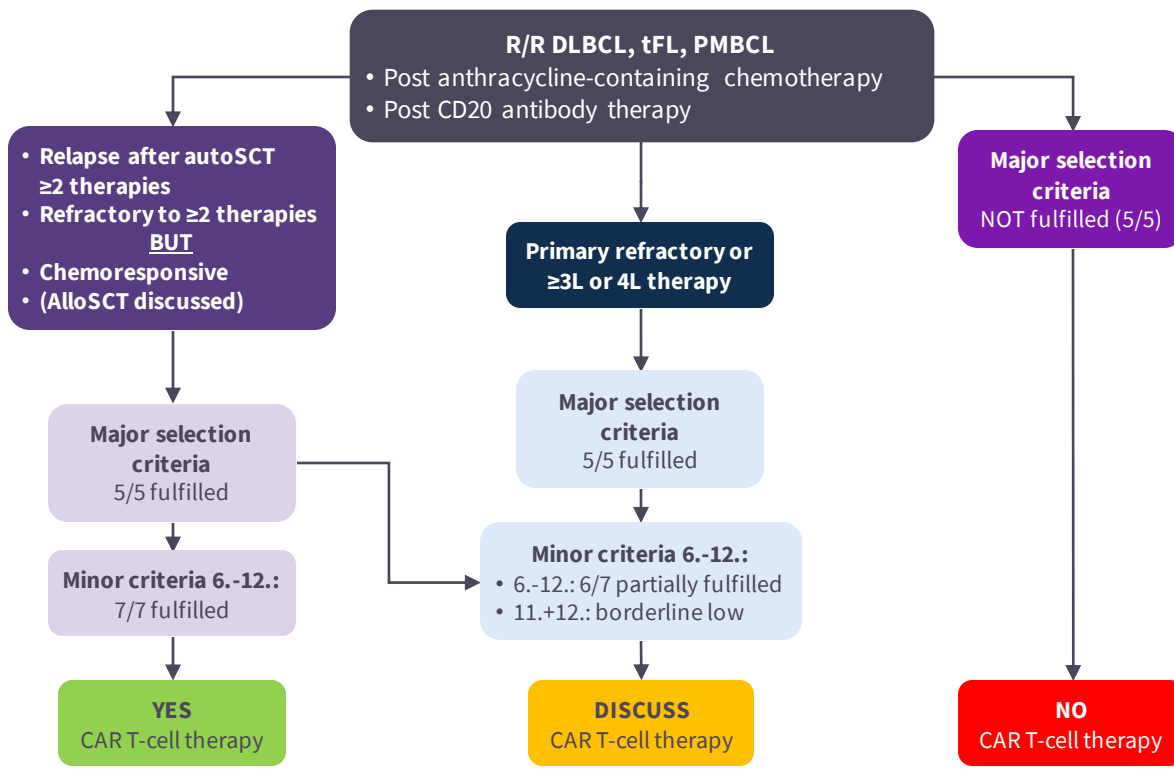 R/R DLBCL, tFL, PMBCL
• Post anthracycline-containing chemotherapy
• Post CD20 antibody therapy
• Relapse after autoSCT
≥2 therapies
• Refractory to ≥2 therapies
BUT
• Chemoresponsive
• (AlloSCT discussed)
Major selection
criteria
5/5 fulfilled
Minor criteria 6.-12.:
7/7 fulfilled
YES
CAR T-cell therapy
Primary refractory or
≥3L or 4L therapy
Major selection
criteria
5/5 fulfilled
Minor criteria 6.-12.:
• 6.-12.: 6/7 partially fulfilled
• 11.+12.: borderline low
DISCUSS
CAR T-cell therapy
Major selection
criteria
NOT fulfilled (5/5)
NO
CAR T-cell therapy